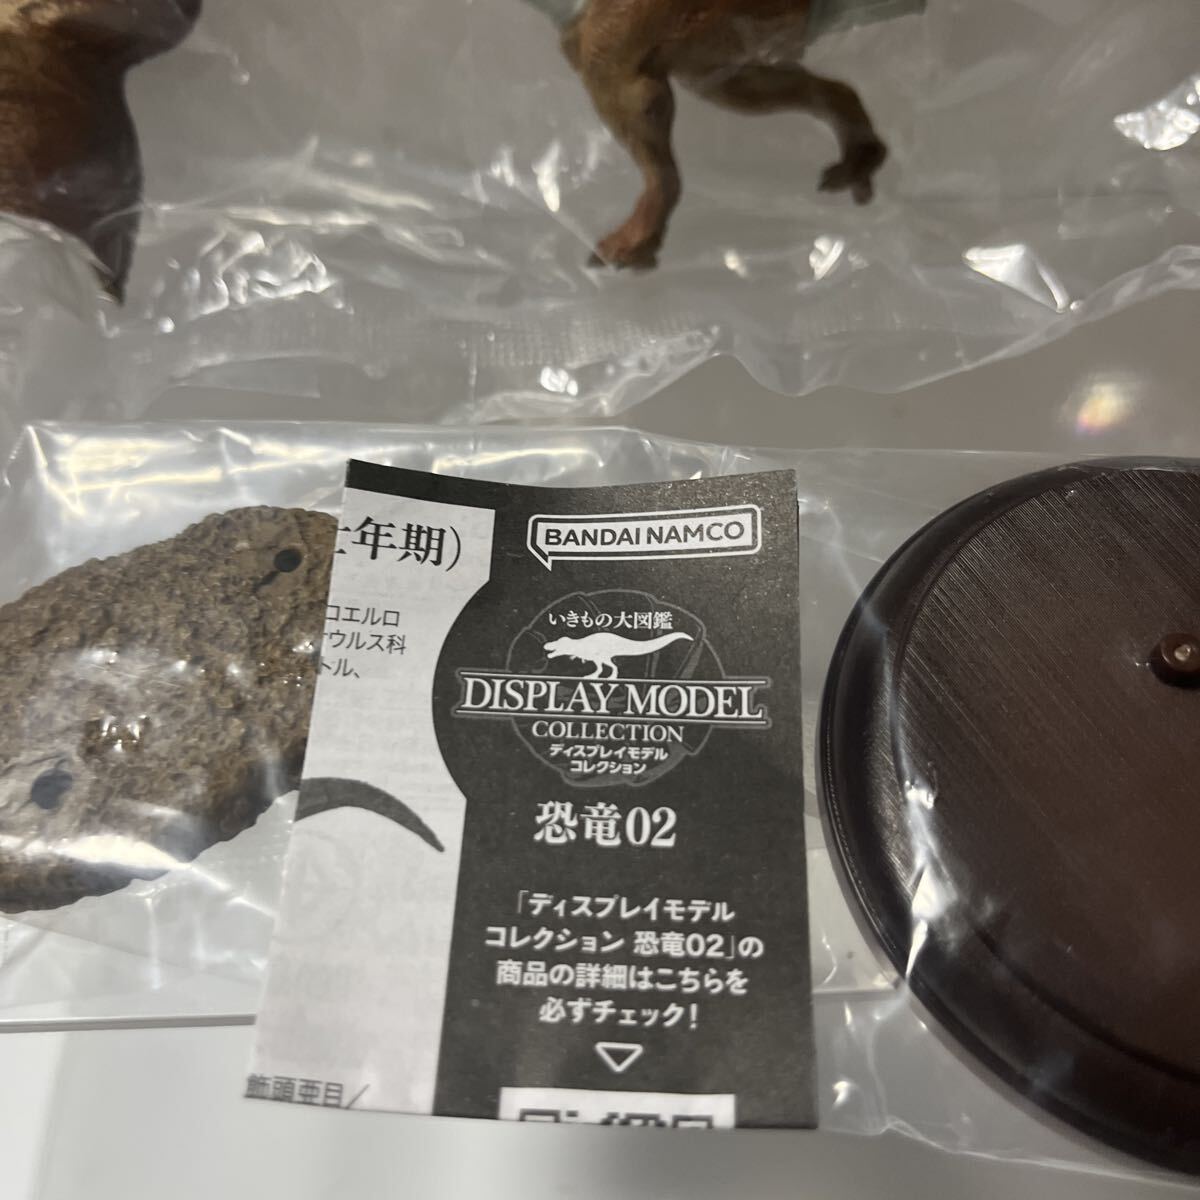 年期)
コエルロ
ウルス科
トル、
飾頭亜目/
BANDAI NAMCO
いきもの大図鑑
DISPLAY MODEL
COLLECTION
ディスプレイモデル
コレクション
恐竜02
「ディスプレイモデル
コレクション 恐竜02」の
商品の詳細はこちらを
必ずチェック!